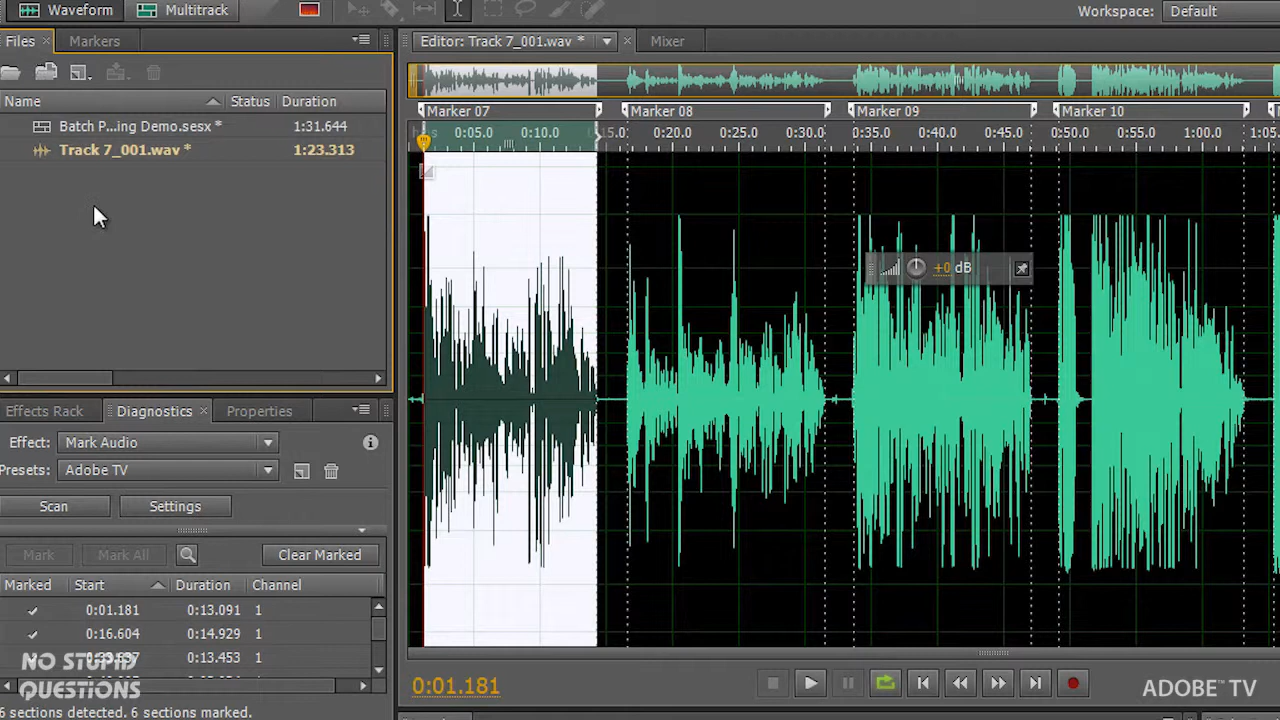 Waveform Multitrack Workspace: Default
Files × Markers Editor: Track 7_001.wav * × Mixer
Name Status Duration
Batch P...ing Demo.sesx * 1:31.644
Track 7_001.wav * 1:23.313
Marker 07 Marker 08 Marker 09 Marker 10
0:05.0 0:10.0 0:20.0 0:25.0 0:30.0 0:35.0 0:40.0 0:45.0 0:50.0 0:55.0 1:00.0
+0 dB
Effects Rack Diagnostics × Properties
Effect: Mark Audio
Presets: Adobe TV
Scan Settings
Mark Mark All Clear Marked
Marked Start Duration Channel
0:01.181 0:13.091 1
0:16.604 0:14.929 1
0:13.453 1
NO STUPID
QUESTIONS
6 sections detected. 6 sections marked.
0:01.181
ADOBE™ TV